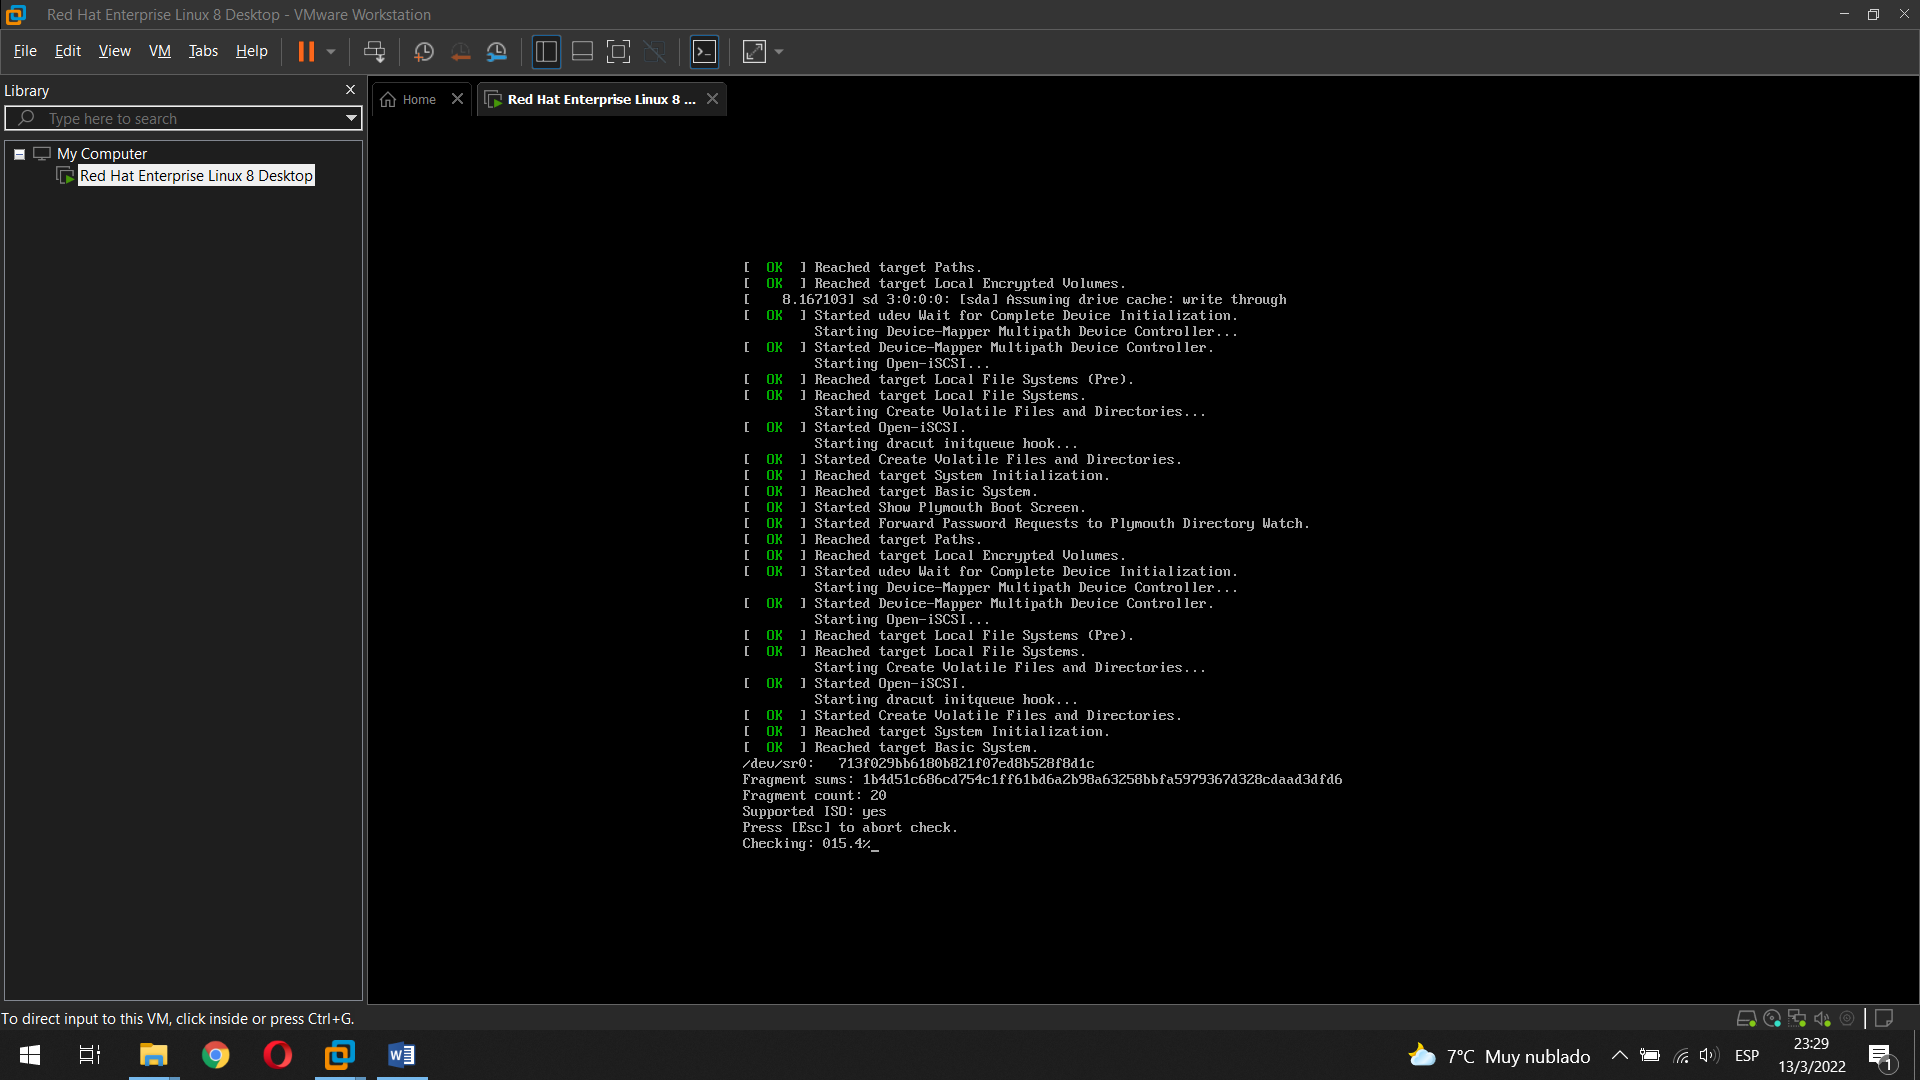 Red Hat Enterprise Linux 8 Desktop - VMware Workstation
File Edit View VM Tabs Help
Library
Type here to search
My Computer
Red Hat Enterprise Linux 8 Desktop
Home
Red Hat Enterprise Linux 8 ...
[  OK  ] Reached target Paths.
[  OK  ] Reached target Local Encrypted Volumes.
[    8.167103] sd 3:0:0:0: [sda] Assuming drive cache: write through
[  OK  ] Started udev Wait for Complete Device Initialization.
Starting Device-Mapper Multipath Device Controller...
[  OK  ] Started Device-Mapper Multipath Device Controller.
Starting Open-iSCSI...
[  OK  ] Reached target Local File Systems (Pre).
[  OK  ] Reached target Local File Systems.
Starting Create Volatile Files and Directories...
[  OK  ] Started Open-iSCSI.
Starting dracut initqueue hook...
[  OK  ] Started Create Volatile Files and Directories.
[  OK  ] Reached target System Initialization.
[  OK  ] Reached target Basic System.
[  OK  ] Started Show Plymouth Boot Screen.
[  OK  ] Started Forward Password Requests to Plymouth Directory Watch.
[  OK  ] Reached target Paths.
[  OK  ] Reached target Local Encrypted Volumes.
[  OK  ] Started udev Wait for Complete Device Initialization.
Starting Device-Mapper Multipath Device Controller...
[  OK  ] Started Device-Mapper Multipath Device Controller.
Starting Open-iSCSI...
[  OK  ] Reached target Local File Systems (Pre).
[  OK  ] Reached target Local File Systems.
Starting Create Volatile Files and Directories...
[  OK  ] Started Open-iSCSI.
Starting dracut initqueue hook...
[  OK  ] Started Create Volatile Files and Directories.
[  OK  ] Reached target System Initialization.
[  OK  ] Reached target Basic System.
/dev/sr0:   713f029bb6180b821f07ed8b528f8d1c
Fragment sums: 1b4d51c686cd754c1ff61bd6a2b98a63258bbfa5979367d328cdaad3dfd6
Fragment count: 20
Supported ISO: yes
Press [Esc] to abort check.
Checking: 015.4%_
To direct input to this VM, click inside or press Ctrl+G.
7°C Muy nublado
ESP
23:29
13/3/2022
1